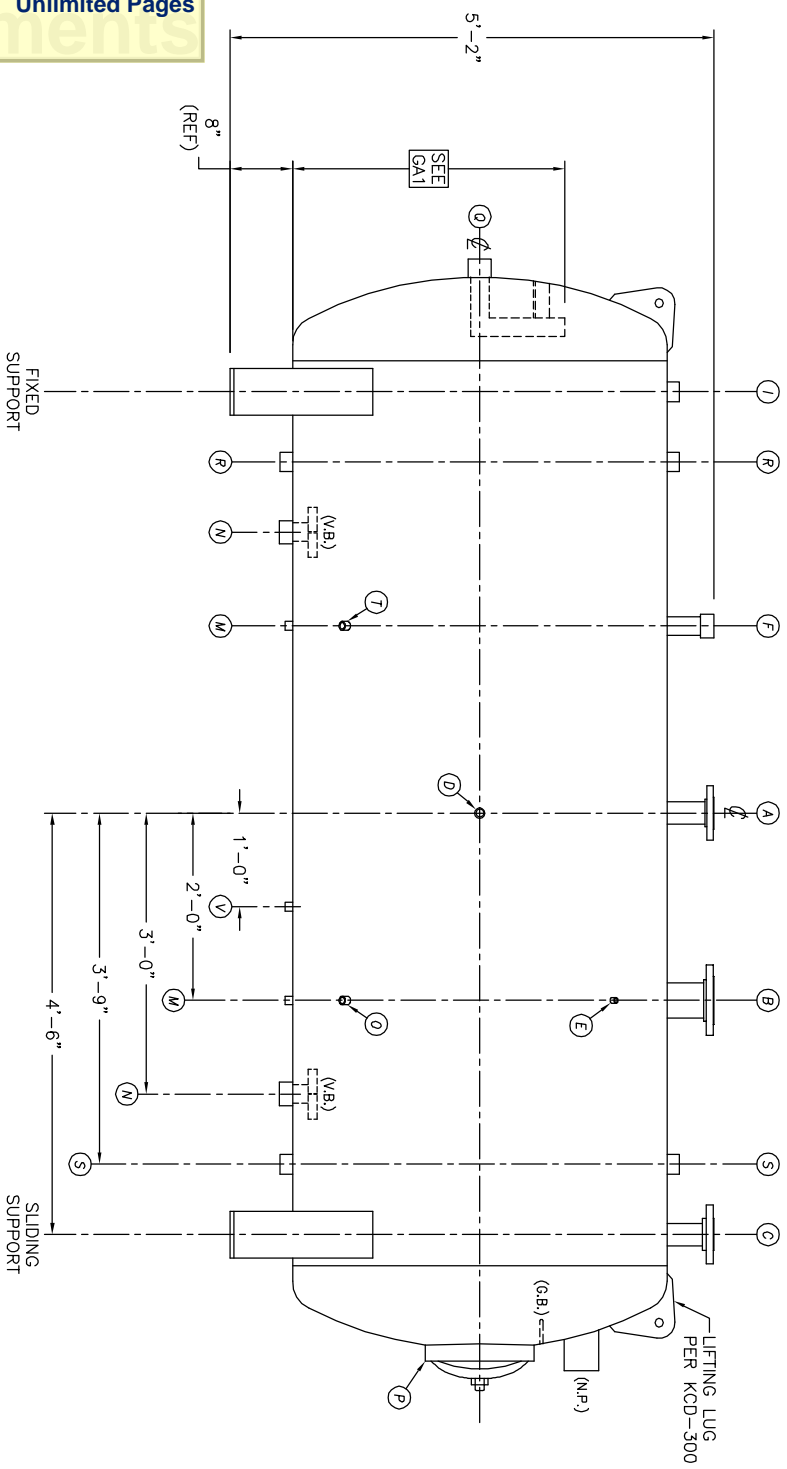 Unlimited Pages
ments
5'-2"
8"
(REF)
SEE
GA1
Q
℄
FIXED
SUPPORT
I
R
R
N
(V.B.)
M
T
F
D
A
℄
1'-0"
V
2'-0"
M
O
E
B
3'-0"
N
(V.B.)
3'-9"
S
S
4'-6"
SLIDING
SUPPORT
C
(G.B.)
(N.P.)
P
LIFTING LUG
PER KCD-300